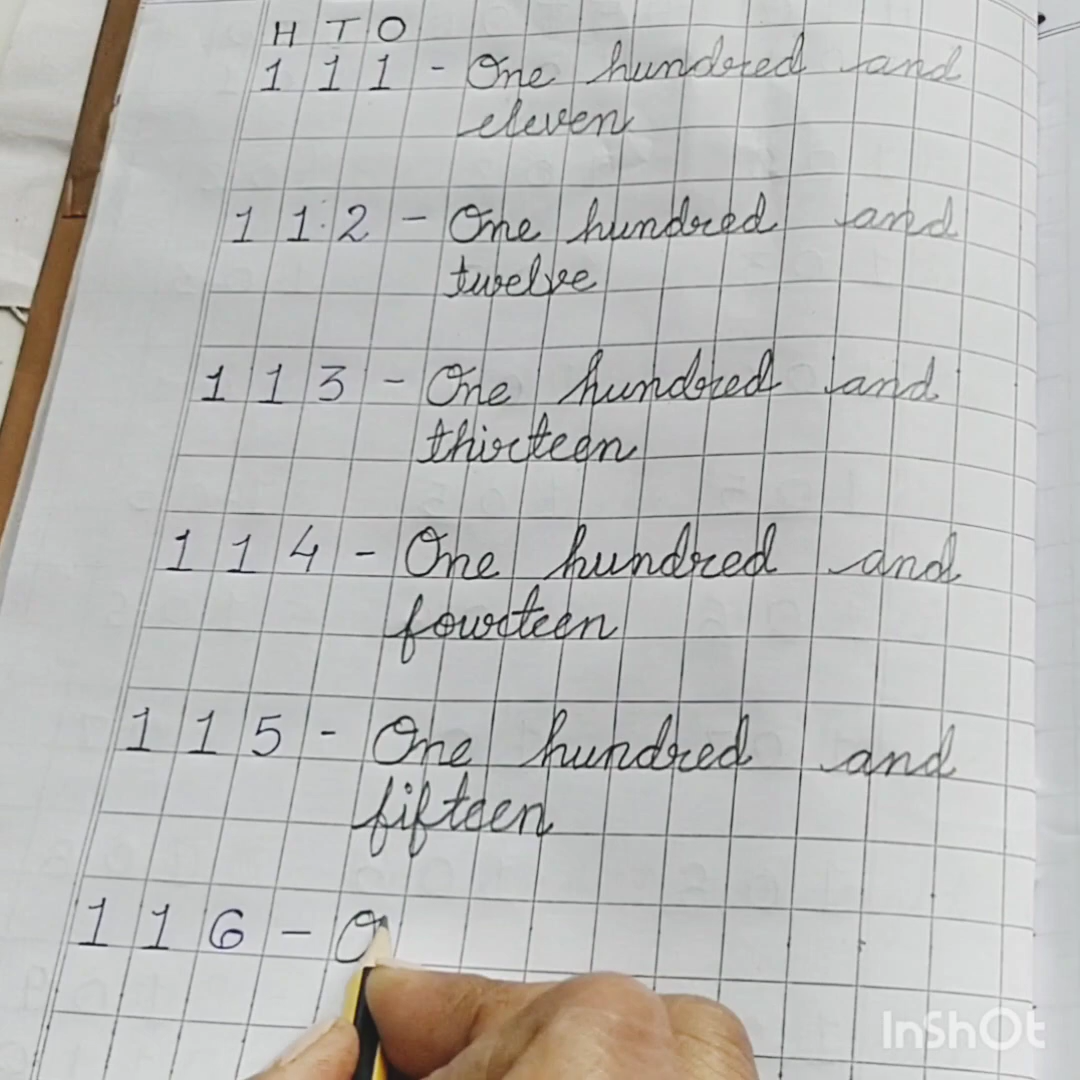 H T O
1 1 1 - One hundred and
eleven
1 1 2 - One hundred and
twelve
1 1 3 - One hundred and
thirteen
1 1 4 - One hundred and
fourteen
1 1 5 - One hundred and
fifteen
1 1 6 - O
InShOt